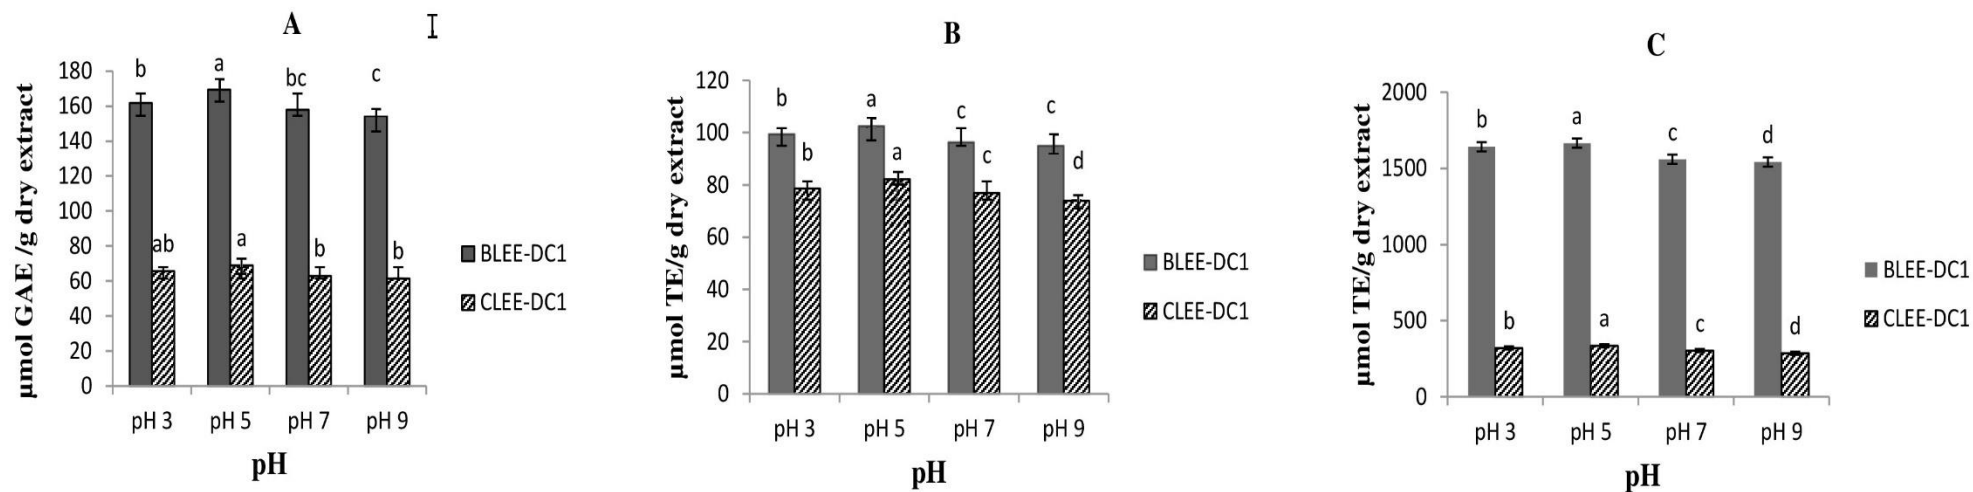 A
µmol GAE /g dry extract
180
160
140
120
100
80
60
40
20
0
b
a
bc
c
ab
a
b
b
pH 3
pH 5
pH 7
pH 9
pH
BLEE-DC1
CLEE-DC1
B
µmol TE/g dry extract
120
100
80
60
40
20
0
b
a
c
c
b
a
c
d
pH 3
pH 5
pH 7
pH 9
pH
BLEE-DC1
CLEE-DC1
C
µmol TE/g dry extract
2000
1500
1000
500
0
b
a
c
d
b
a
c
d
pH 3
pH 5
pH 7
pH 9
pH
BLEE-DC1
CLEE-DC1